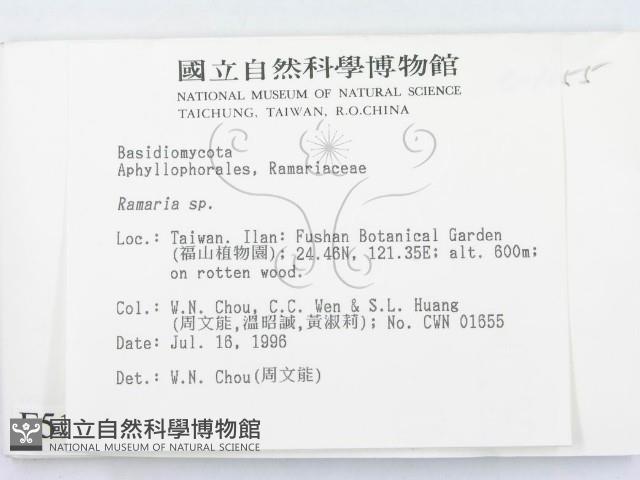 國立自然科學博物館
NATIONAL MUSEUM OF NATURAL SCIENCE
TAICHUNG, TAIWAN, R.O.CHINA
55
Basidiomycota
Aphyllophorales, Ramariaceae
Ramaria sp.
Loc.: Taiwan. Ilan: Fushan Botanical Garden
(福山植物園); 24.46N, 121.35E; alt. 600m;
on rotten wood.
Col.: W.N. Chou, C.C. Wen & S.L. Huang
(周文能,溫昭誠,黃淑莉); No. CWN 01655
Date: Jul. 16, 1996
Det.: W.N. Chou(周文能)
國立自然科學博物館
NATIONAL MUSEUM OF NATURAL SCIENCE